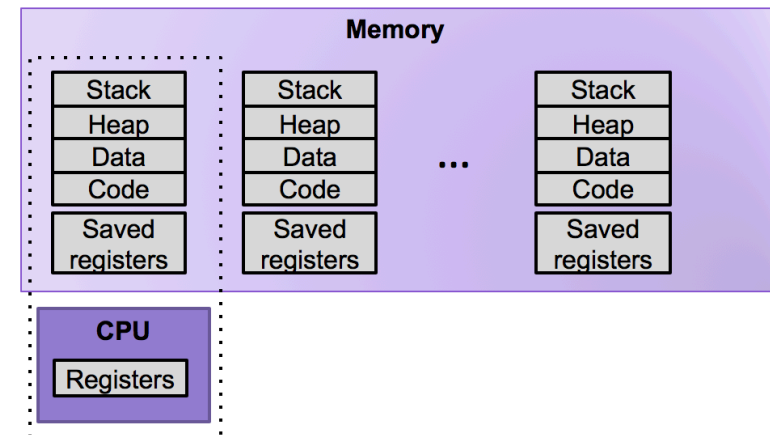 Memory
Stack
Heap
Data
Code
Saved
registers
Stack
Heap
Data
Code
Saved
registers
...
Stack
Heap
Data
Code
Saved
registers
CPU
Registers